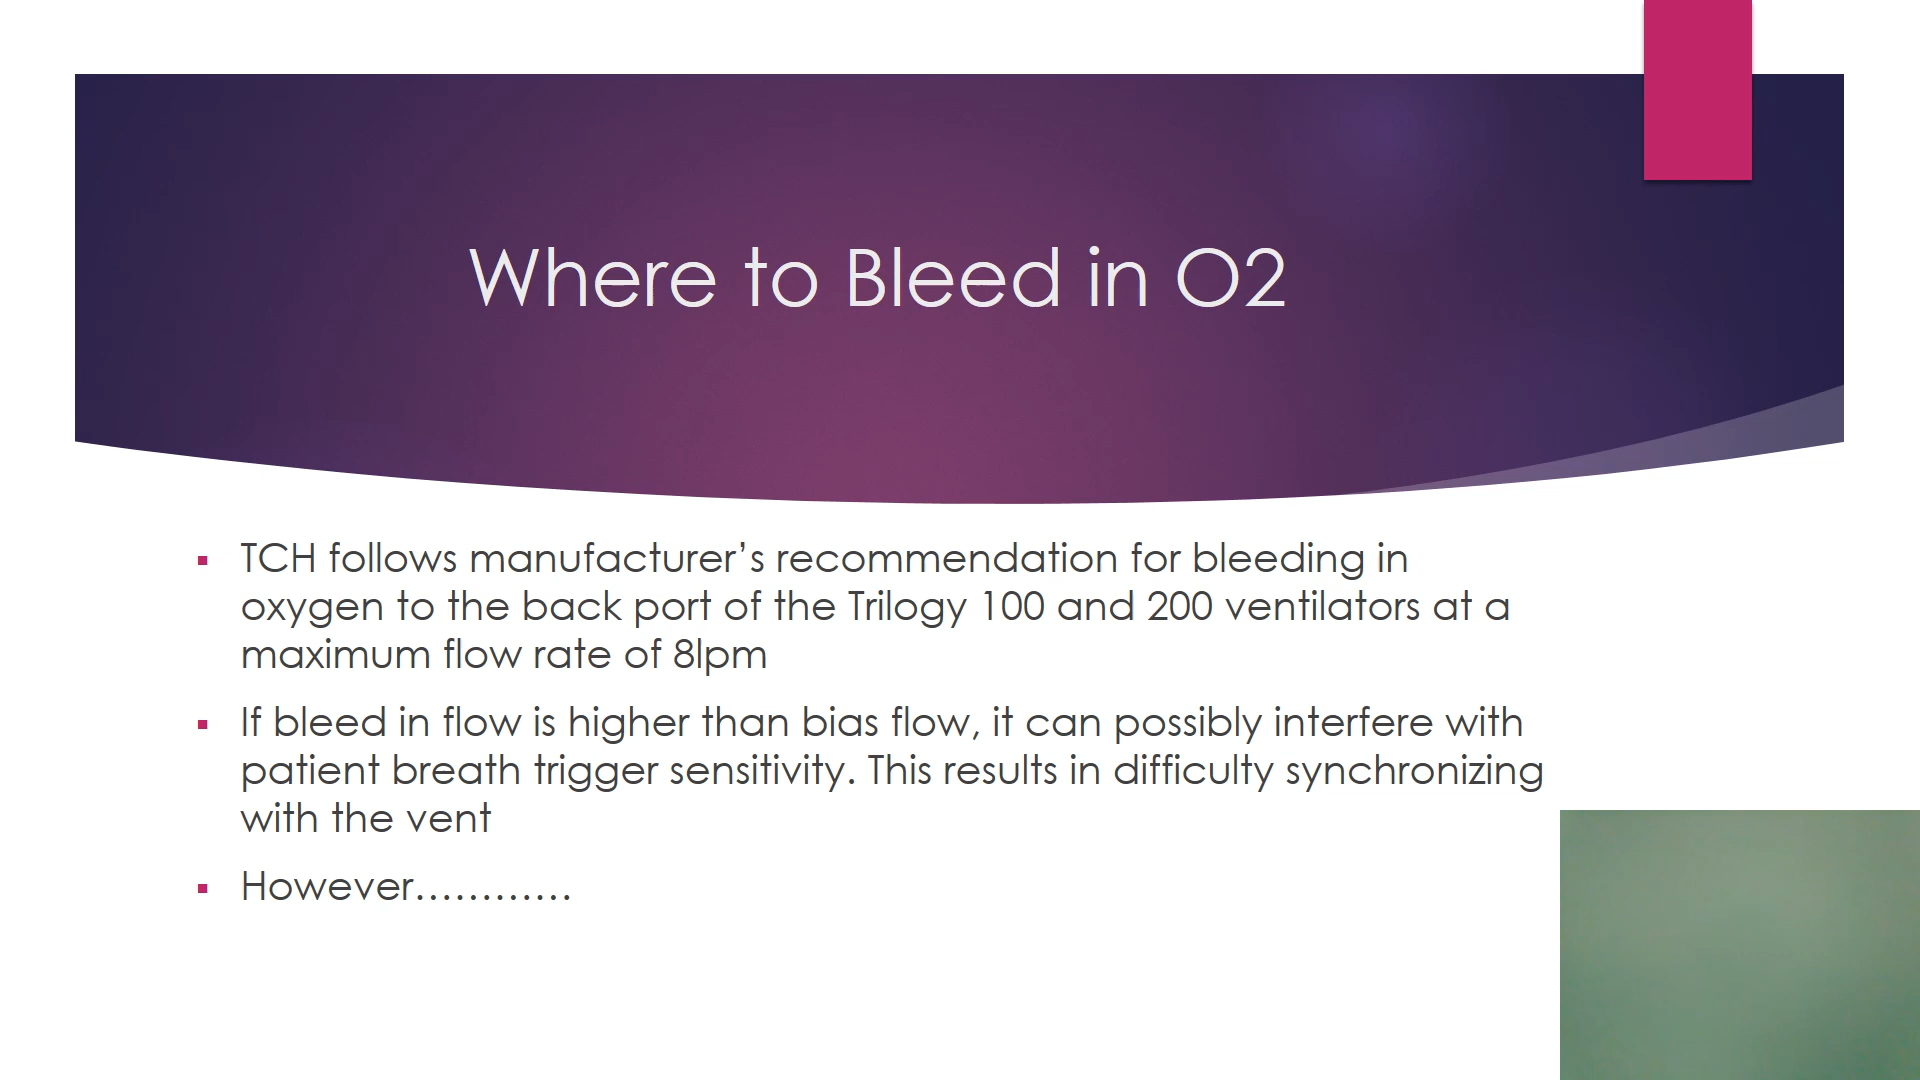 Where to Bleed in O2
TCH follows manufacturer’s recommendation for bleeding in
oxygen to the back port of the Trilogy 100 and 200 ventilators at a
maximum flow rate of 8lpm
If bleed in flow is higher than bias flow, it can possibly interfere with
patient breath trigger sensitivity. This results in difficulty synchronizing
with the vent
However…………